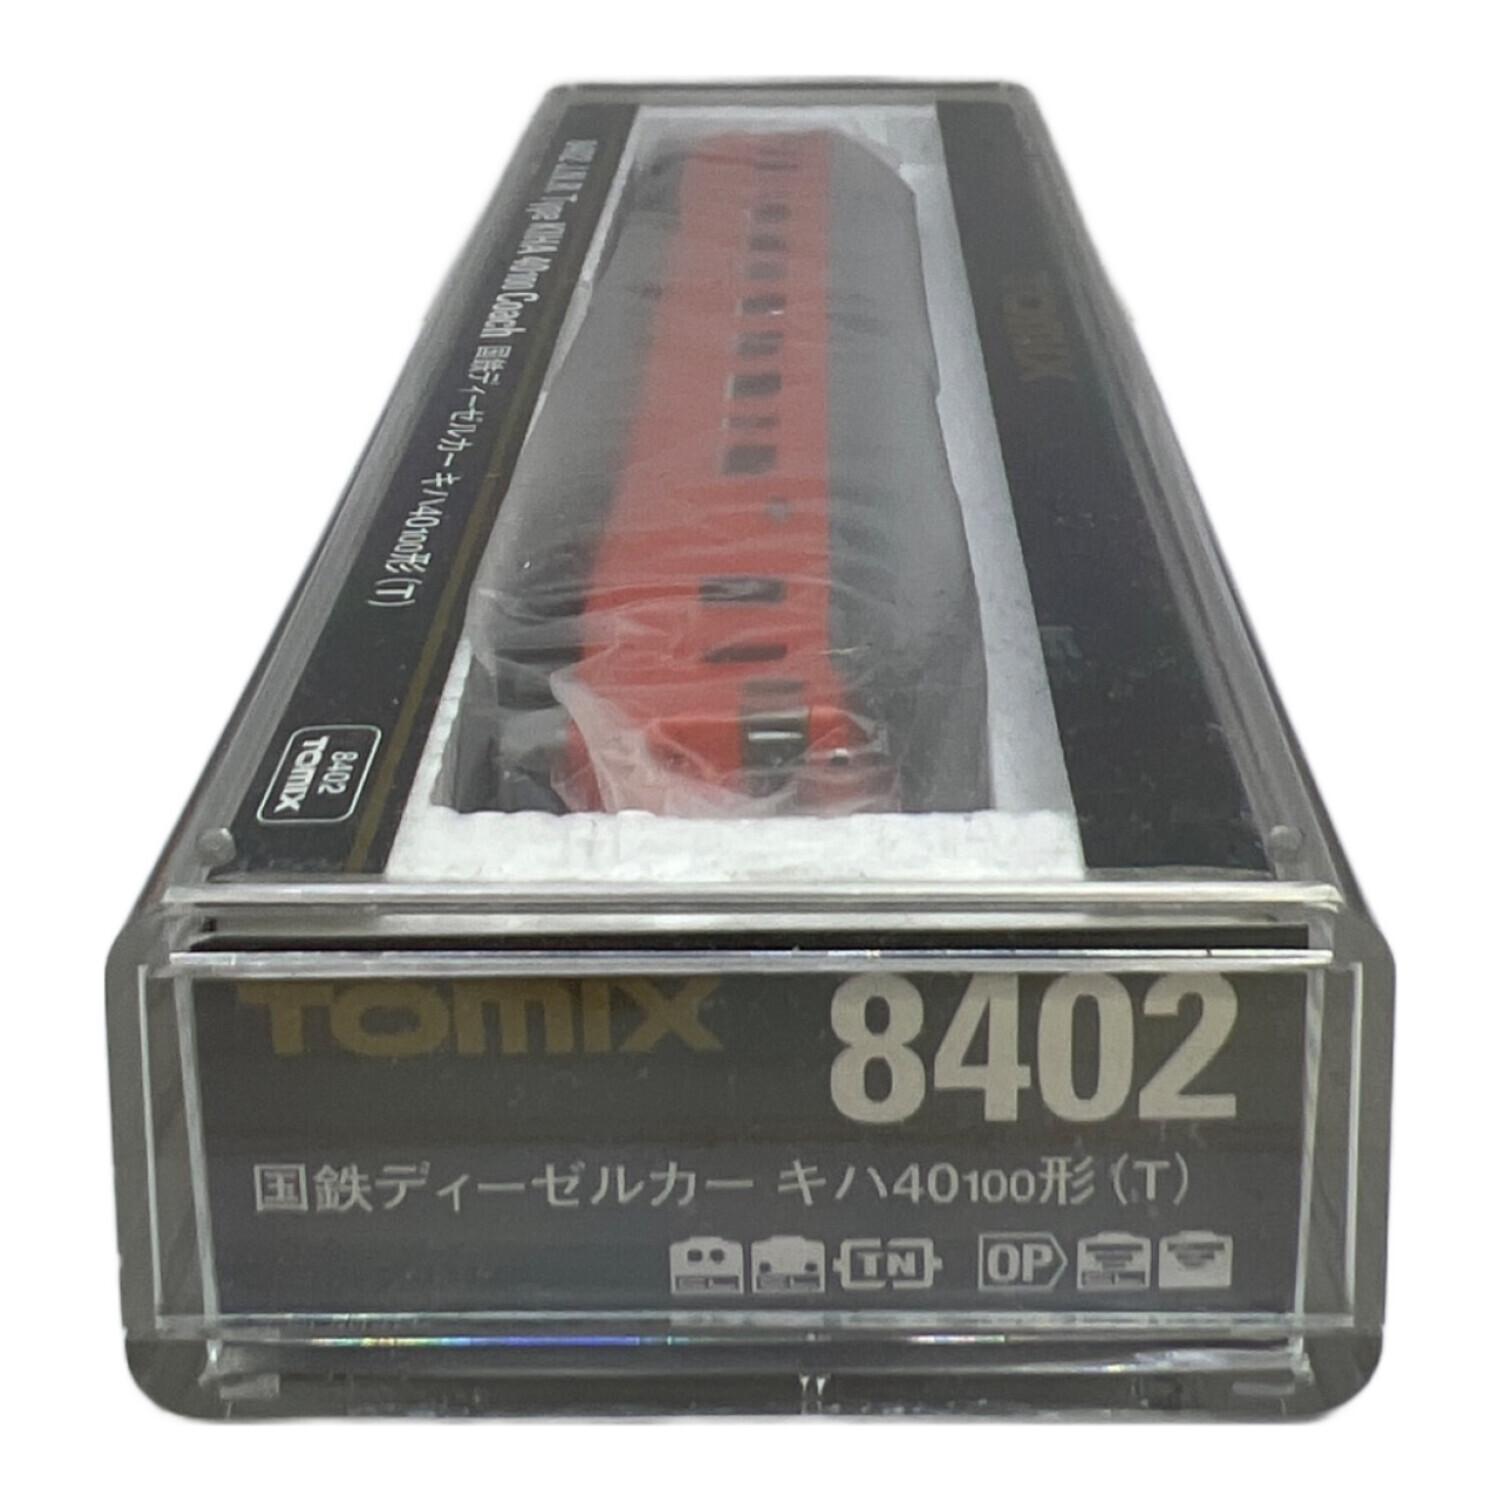 8402 J.N.R. Type KIHA 40100 Coach 国鉄ディーゼルカー キハ40100形(T)
8402
TOMIX
TOMIX
TOMIX 8402
国鉄ディーゼルカー キハ40100形(T)
TN OP